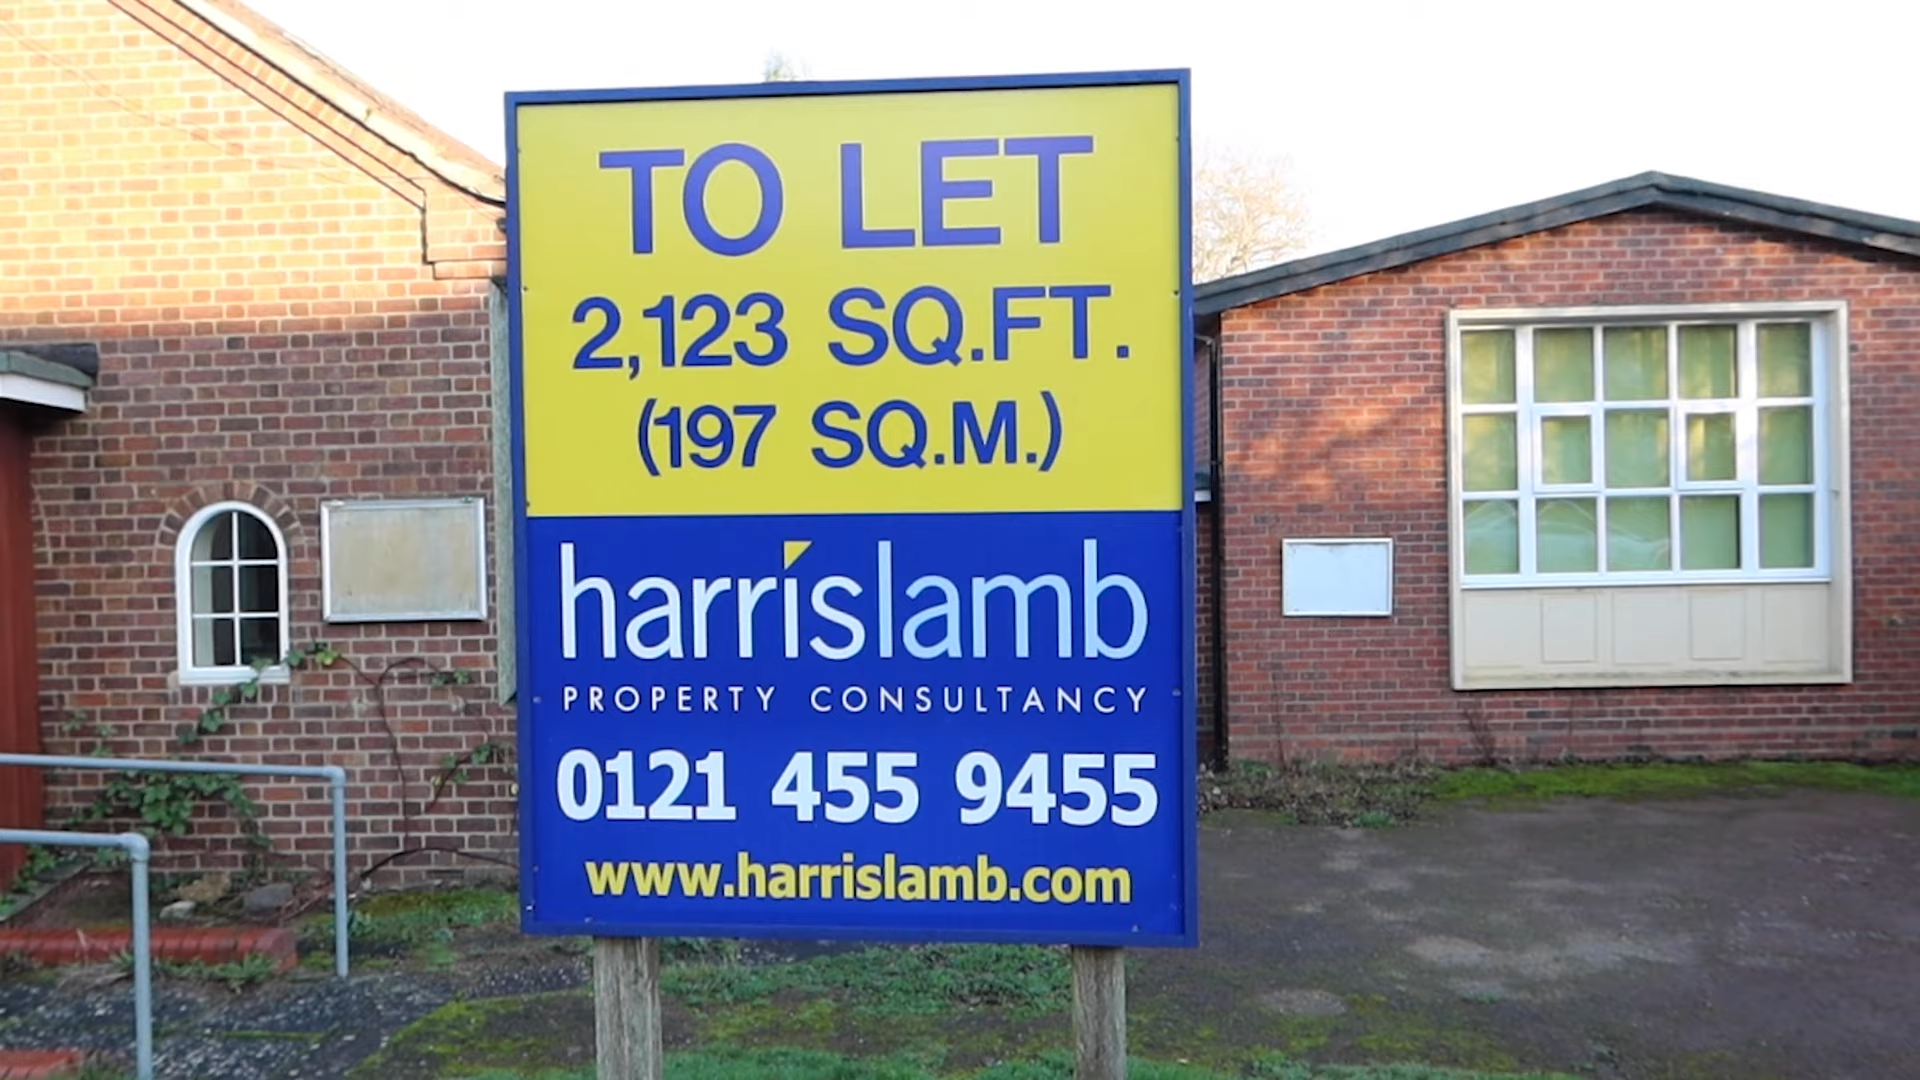 TO LET
2,123 SQ.FT.
(197 SQ.M.)
harrislamb
PROPERTY CONSULTANCY
0121 455 9455
www.harrislamb.com